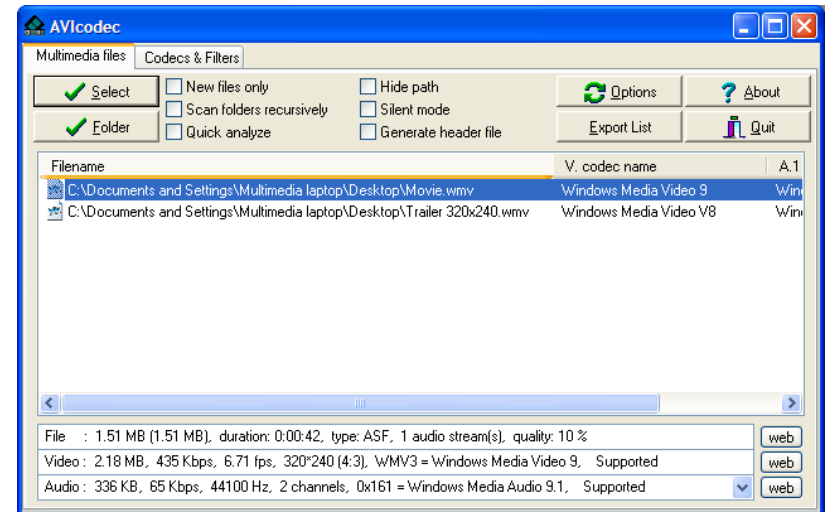 AVIcodec
Multimedia files Codecs & Filters
Select New files only Hide path Options About
Scan folders recursively Silent mode
Folder Quick analyze Generate header file Export List Quit
Filename V. codec name A.1
C:\Documents and Settings\Multimedia laptop\Desktop\Movie.wmv Windows Media Video 9
C:\Documents and Settings\Multimedia laptop\Desktop\Trailer 320x240.wmv Windows Media Video V8
File : 1.51 MB (1.51 MB), duration: 0:00:42, type: ASF, 1 audio stream(s), quality: 10 % web
Video : 2.18 MB, 435 Kbps, 6.71 fps, 320*240 (4:3), WMV3 = Windows Media Video 9, Supported web
Audio : 336 KB, 65 Kbps, 44100 Hz, 2 channels, 0x161 = Windows Media Audio 9.1, Supported web